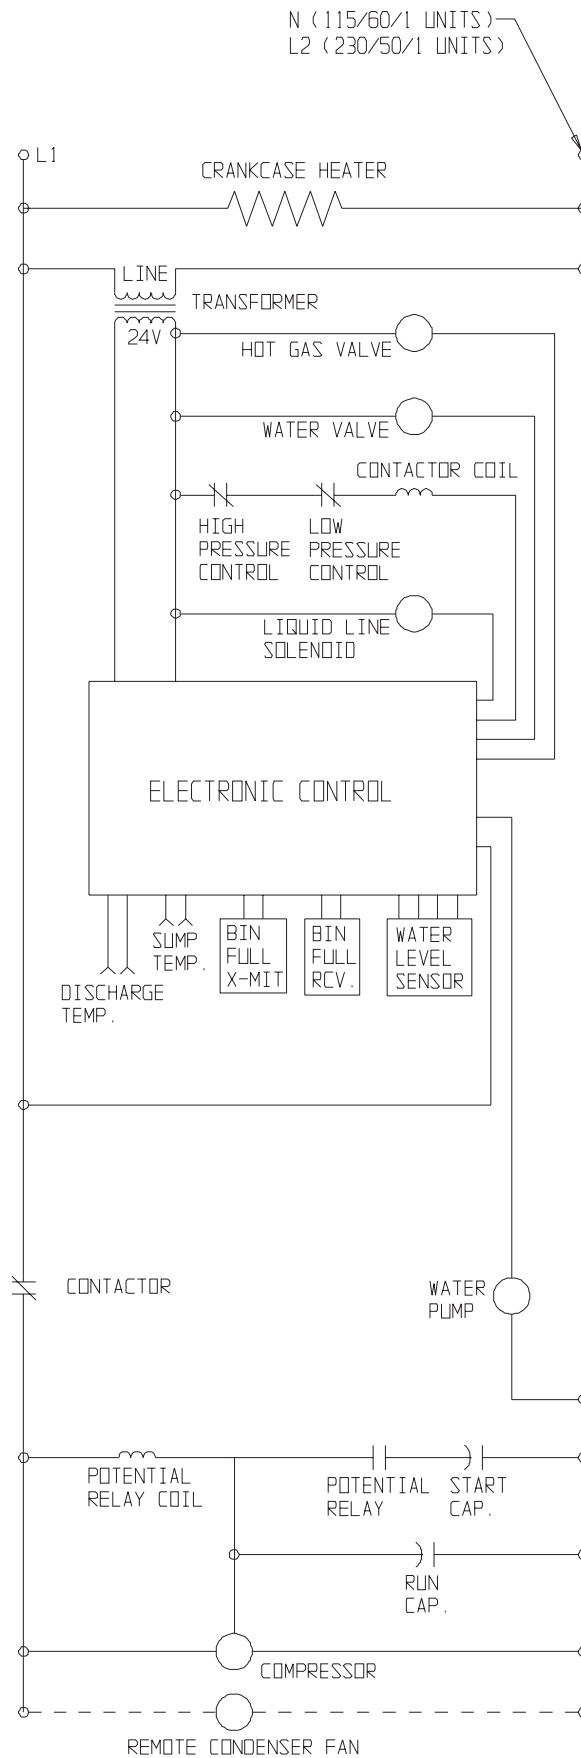 N (115/60/1 UNITS)
L2 (230/50/1 UNITS)
L1
CRANKCASE HEATER
LINE
TRANSFORMER
24V
HOT GAS VALVE
WATER VALVE
CONTACTOR COIL
HIGH
PRESSURE
CONTROL
LOW
PRESSURE
CONTROL
LIQUID LINE
SOLENOID
ELECTRONIC CONTROL
DISCHARGE
TEMP.
SUMP
TEMP.
BIN
FULL
X-MIT
BIN
FULL
RCV.
WATER
LEVEL
SENSOR
CONTACTOR
WATER
PUMP
POTENTIAL
RELAY COIL
POTENTIAL
RELAY
START
CAP.
RUN
CAP.
COMPRESSOR
REMOTE CONDENSER FAN